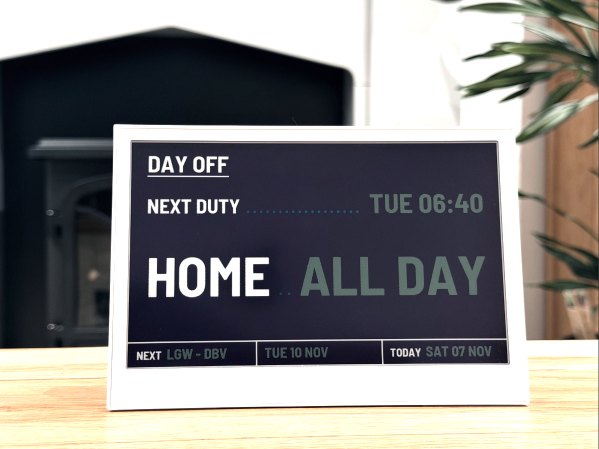 DAY OFF
NEXT DUTY .................. TUE 06:40
HOME .. ALL DAY
NEXT LGW - DBV TUE 10 NOV TODAY SAT 07 NOV